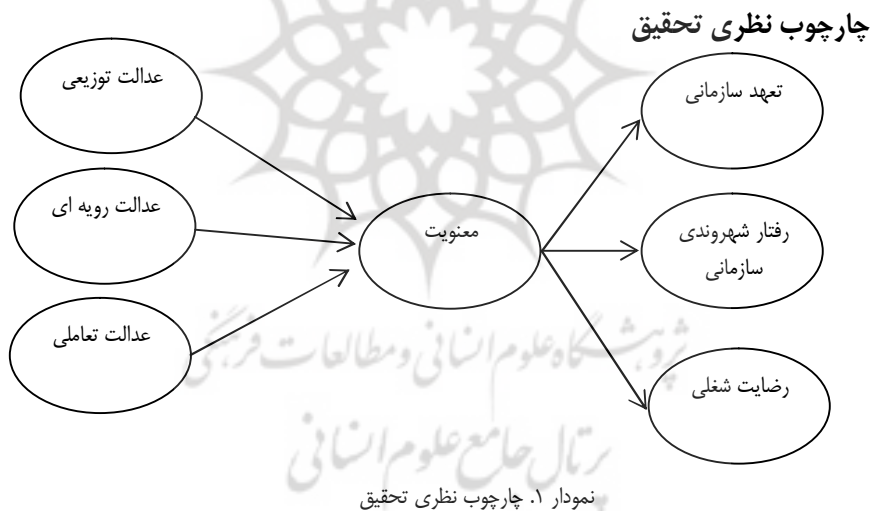 چارچوب نظری تحقیق
عدالت توزیعی
تعهد سازمانی
عدالت رویه ای
معنویت
رفتار شهروندی
سازمانی
عدالت تعاملی
رضایت شغلی
پژوهشگاه علوم انسانی و مطالعات فرهنگی
پرتال جامع علوم انسانی
نمودار ۱. چارچوب نظری تحقیق